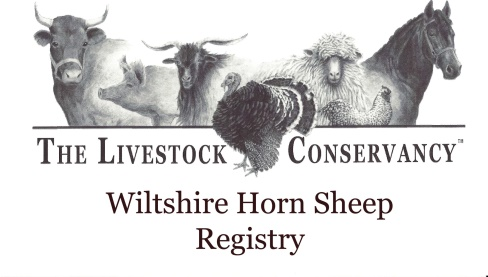 THE LIVESTOCK CONSERVANCY™
Wiltshire Horn Sheep
Registry